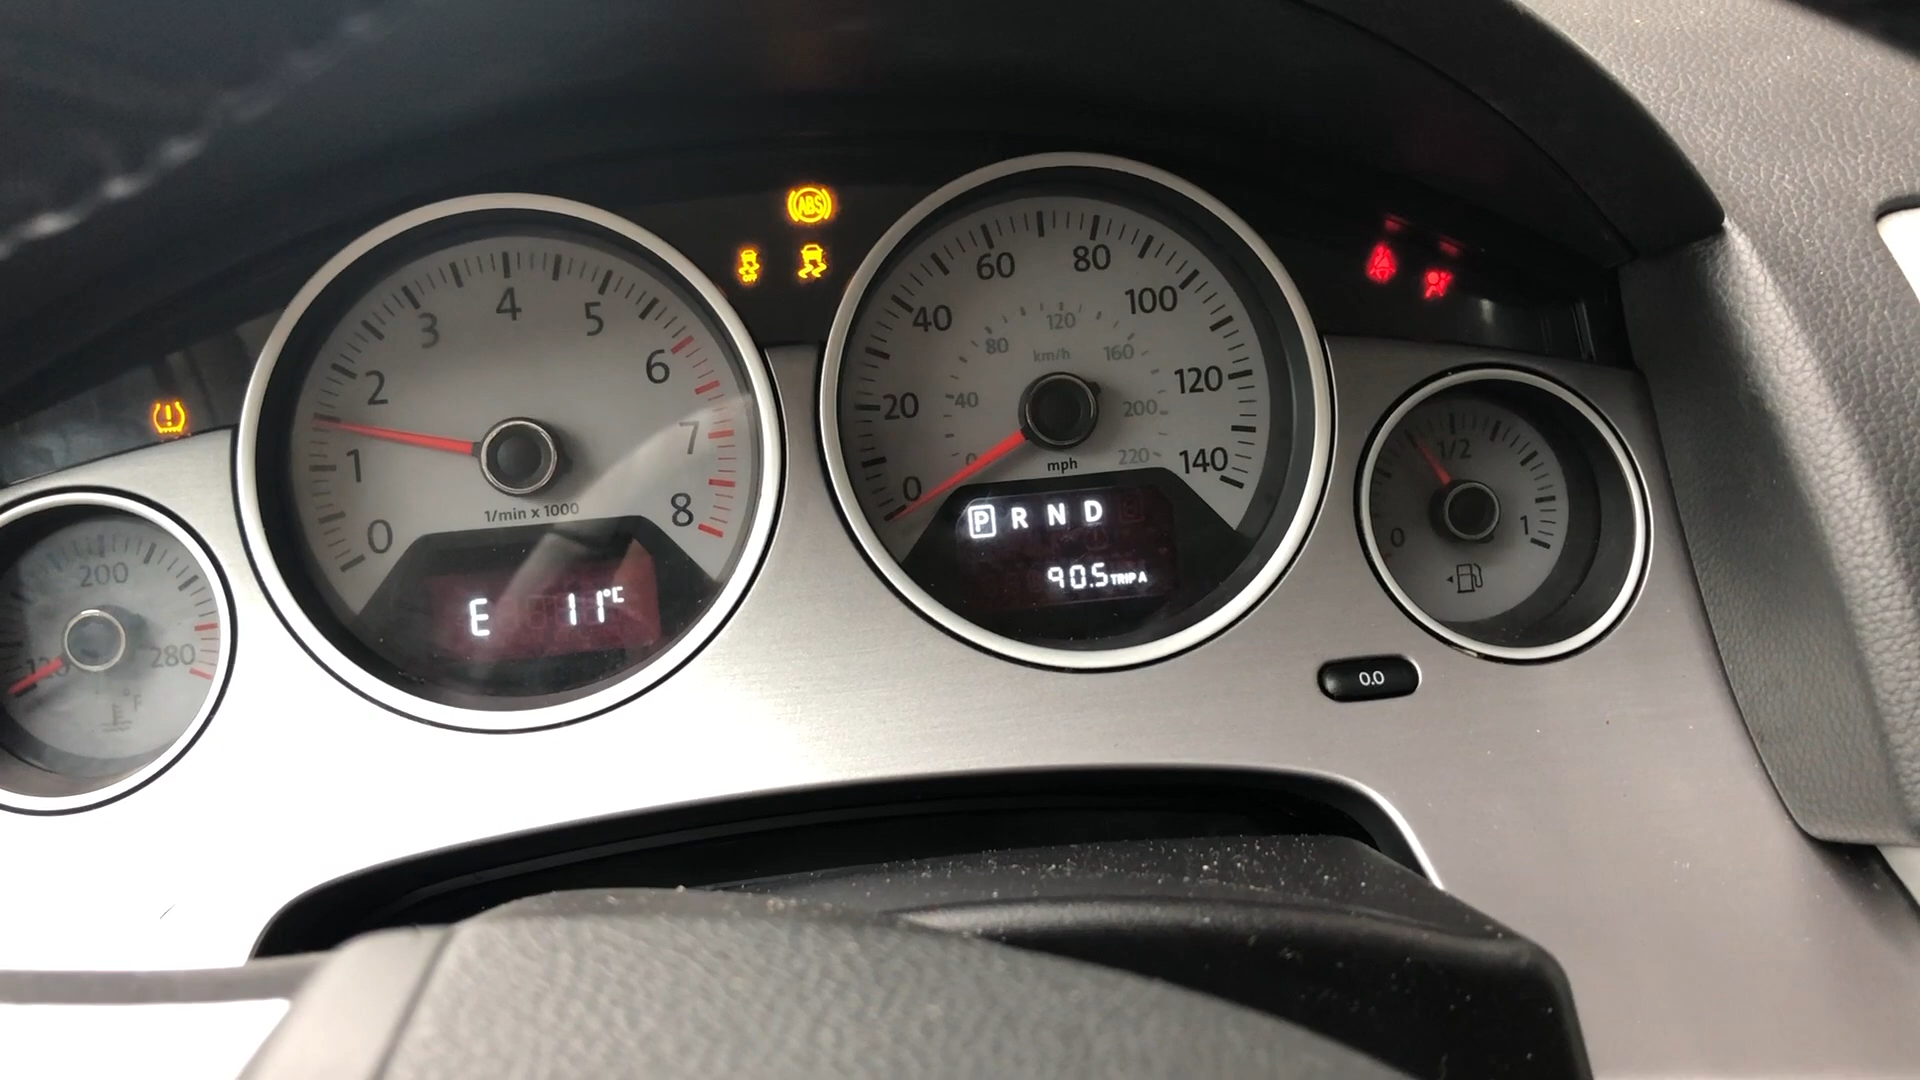 ABS
OFF
0 1 2 3 4 5 6 7 8
1/min x 1000
E 11°C
0 20 40 60 80 100 120 140
0 40 80 120 160 200 220
km/h
mph
P R N D
90.5 TRIP A
200
280
°F
0 1/2 1
0.0